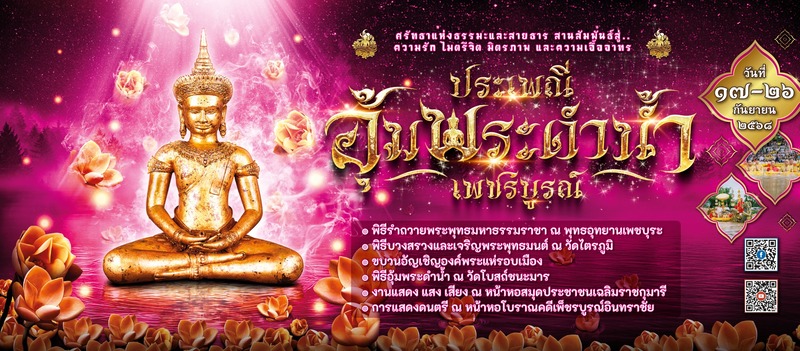 ศรัทธาแห่งธรรมะและสายธาร สานสัมพันธ์สู่..
ความรัก ไมตรีจิต มิตรภาพ และความเอื้ออาทร
ประเพณี
อุ้มพระดำน้ำ
เพชรบูรณ์
วันที่
๑๗-๒๖
กันยายน
๒๕๖๘
พิธีรำถวายพระพุทธมหาธรรมราชา ณ พุทธอุทยานเพชบุระ
พิธีบวงสรวงและเจริญพระพุทธมนต์ ณ วัดไตรภูมิ
ขบวนอัญเชิญองค์พระแห่รอบเมือง
พิธีอุ้มพระดำน้ำ ณ วัดโบสถ์ชนะมาร
งานแสดง แสง เสียง ณ หน้าหอสมุดประชาชนเฉลิมราชกุมารี
การแสดงดนตรี ณ หน้าหอโบราณคดีเพ็ชรบูรณ์อินทราชัย